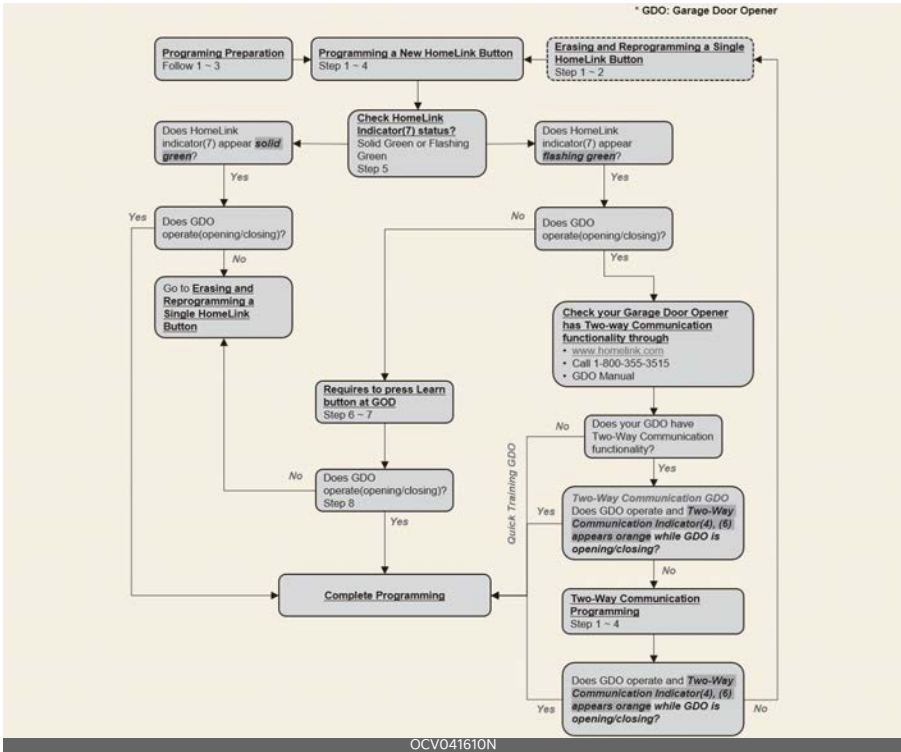 * GDO: Garage Door Opener
Programing Preparation
Follow 1 ~ 3
Programming a New HomeLink Button
Step 1 ~ 4
Erasing and Reprogramming a Single
HomeLink Button
Step 1 ~ 2
Check HomeLink
Indicator(7) status?
Solid Green or Flashing
Green
Step 5
Does HomeLink
indicator(7) appear solid
green?
Does HomeLink
indicator(7) appear
flashing green?
Yes
Yes
Yes
Does GDO
operate(opening/closing)?
No
No
Does GDO
operate(opening/closing)?
Yes
Go to Erasing and
Reprogramming a
Single HomeLink
Button
Check your Garage Door Opener
has Two-way Communication
functionality through
• www.homelink.com
• Call 1-800-355-3515
• GDO Manual
Requires to press Learn
button at GOD
Step 6 ~ 7
No
Does your GDO have
Two-Way Communication
functionality?
Yes
No
Does GDO
operate(opening/closing)?
Step 8
Yes
Quick Training GDO
Two-Way Communication GDO
Does GDO operate and Two-Way
Communication Indicator(4), (6)
appears orange while GDO is
opening/closing?
Yes
No
Complete Programming
Two-Way Communication
Programming
Step 1 ~ 4
Does GDO operate and Two-Way
Communication Indicator(4), (6)
appears orange while GDO is
opening/closing?
Yes
No
OCV041610N